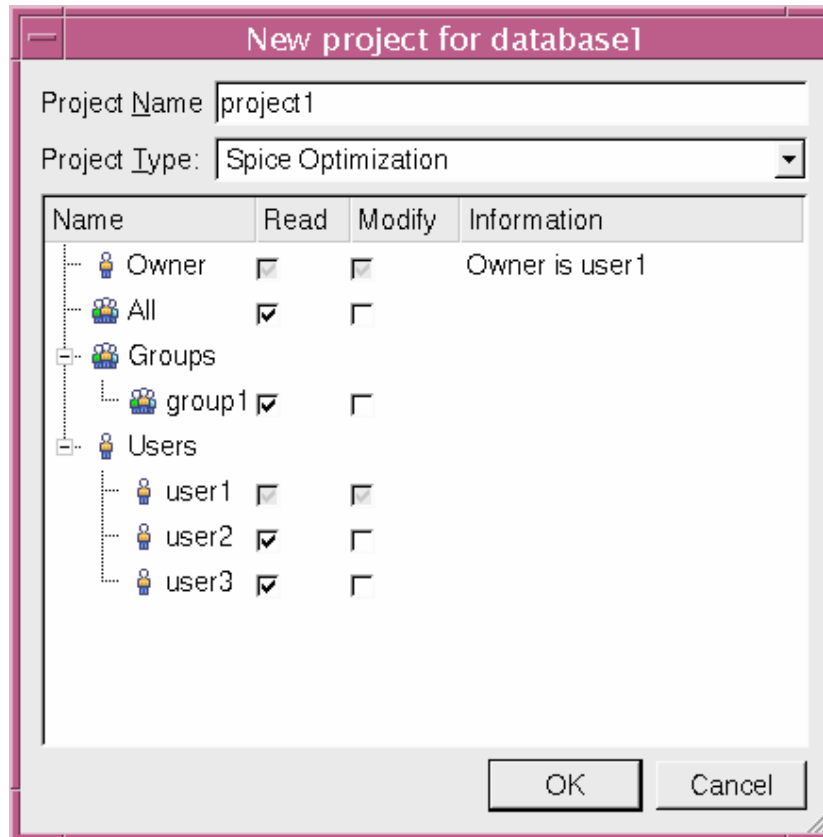 New project for database1
Project Name project1
Project Type: Spice Optimization
Name Read Modify Information
Owner Owner is user1
All
Groups
group1
Users
user1
user2
user3
OK Cancel